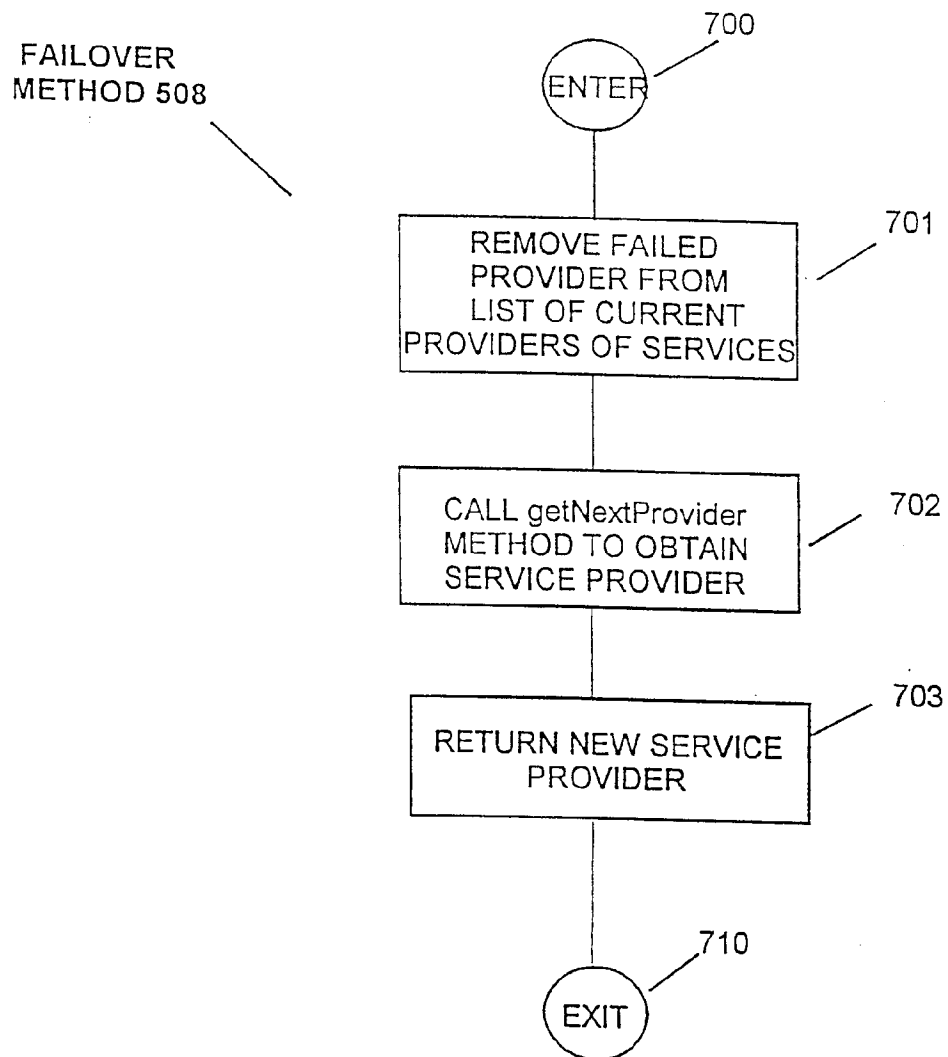 FAILOVER
METHOD 508
700
ENTER
701
REMOVE FAILED
PROVIDER FROM
LIST OF CURRENT
PROVIDERS OF SERVICES
702
CALL getNextProvider
METHOD TO OBTAIN
SERVICE PROVIDER
703
RETURN NEW SERVICE
PROVIDER
710
EXIT